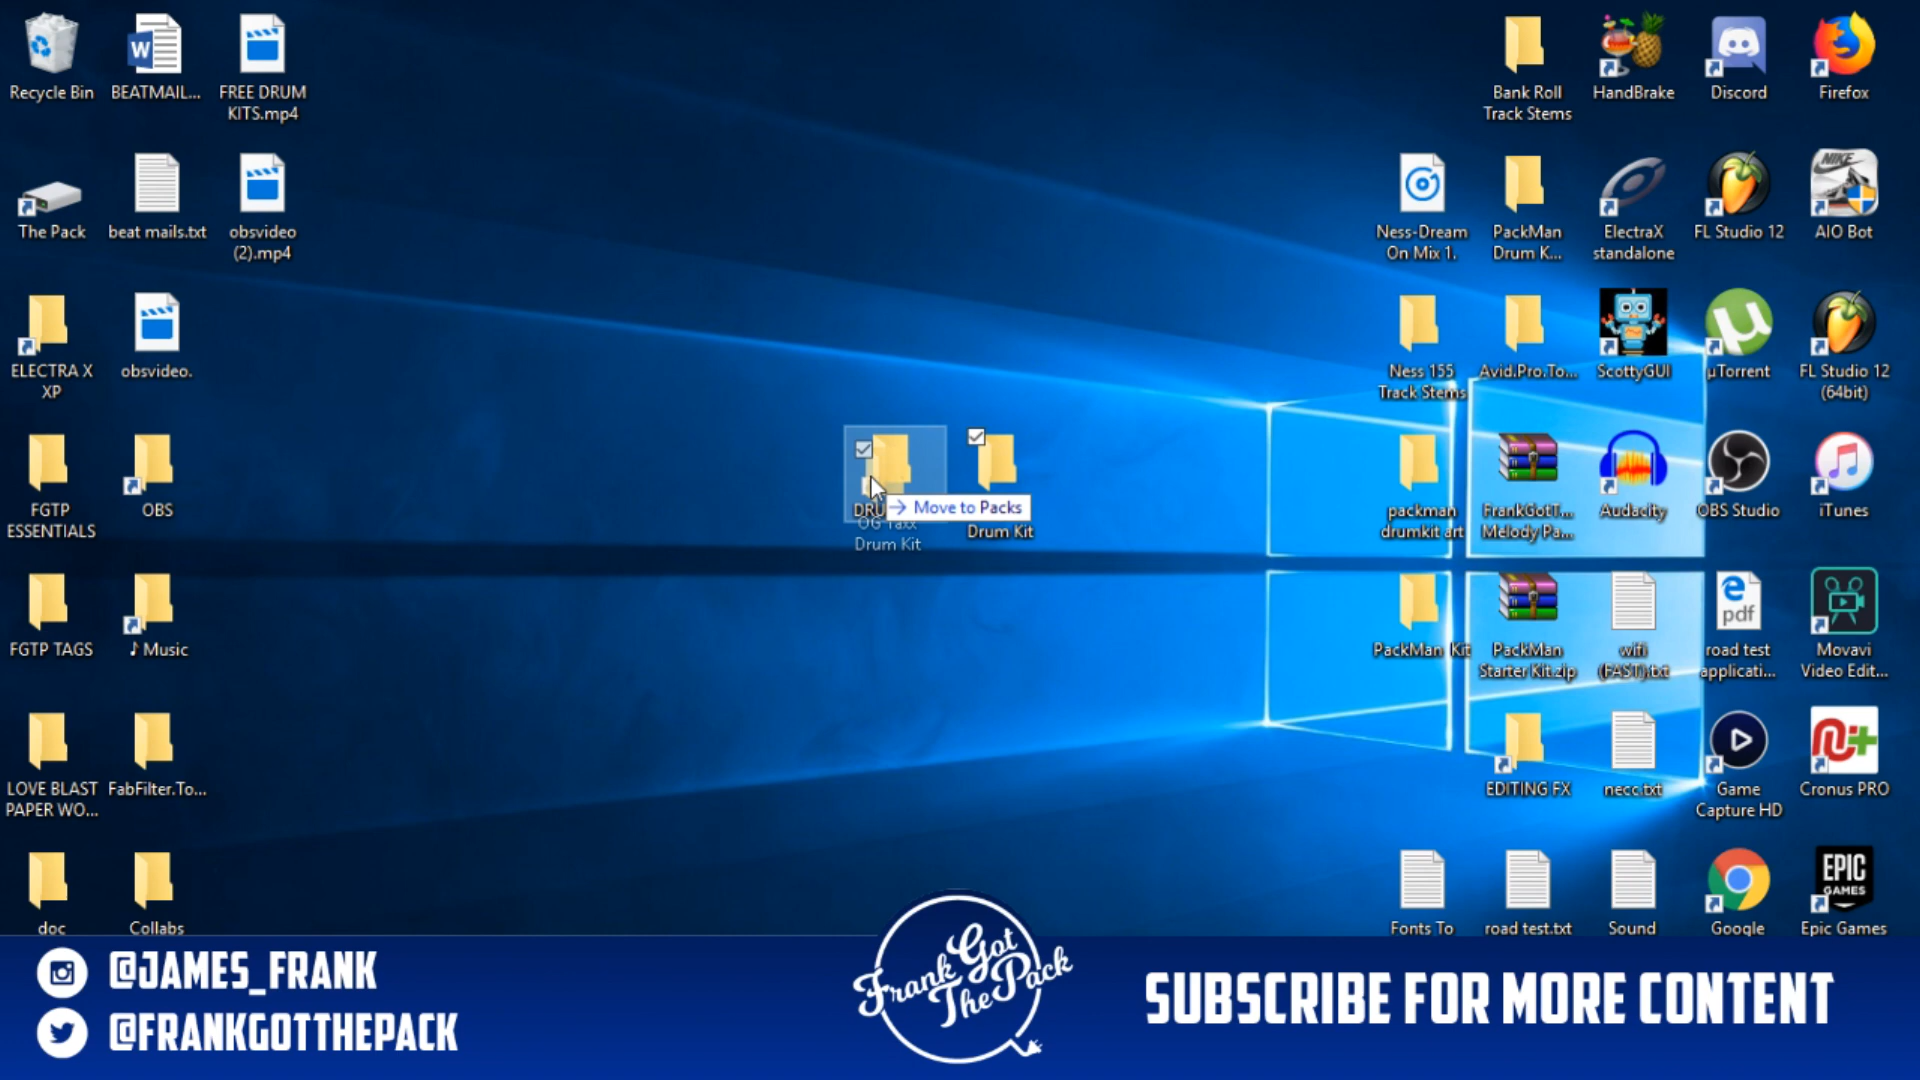 Recycle Bin
BEATMAIL...
FREE DRUM
KITS.mp4
Bank Roll
Track Stems
HandBrake
Discord
Firefox
The Pack
beat mails.txt
obsvideo
(2).mp4
Ness-Dream
On Mix 1.
PackMan
Drum K...
ElectraX
standalone
FL Studio 12
NIKE
AIO Bot
ELECTRA X
XP
obsvideo.
Ness 155
Track Stems
Avid.Pro.To...
ScottyGUI
µTorrent
FL Studio 12
(64bit)
FGTP
ESSENTIALS
OBS
DRU
OG Taxx
Drum Kit
Move to Packs
Drum Kit
packman
drumkit art
FrankGotT...
Melody Pa...
Audacity
OBS Studio
iTunes
FGTP TAGS
♪ Music
PackMan Kit
PackMan
Starter Kit.zip
wifi
(FAST).txt
pdf
road test
applicati...
Movavi
Video Edit...
LOVE BLAST
PAPER WO...
FabFilter.To...
EDITING FX
necc.txt
Game
Capture HD
Cronus PRO
doc
Collabs
Fonts To
road test.txt
Sound
Google
EPIC
GAMES
Epic Games
@JAMES_FRANK
@FRANKGOTTHEPACK
Frank Got
The Pack
SUBSCRIBE FOR MORE CONTENT